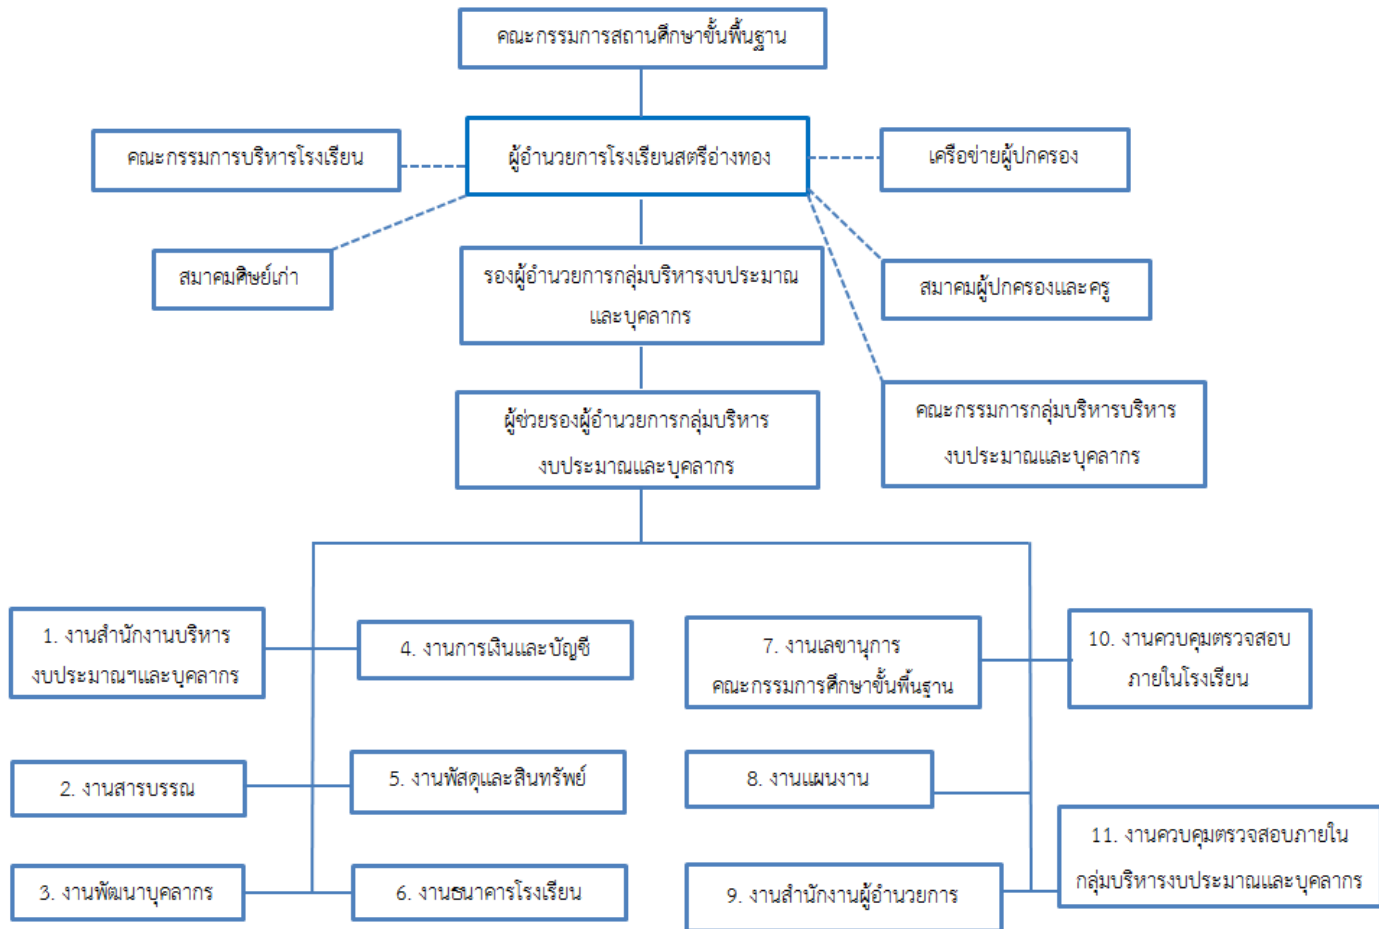 คณะกรรมการสถานศึกษาขั้นพื้นฐาน
คณะกรรมการบริหารโรงเรียน
ผู้อำนวยการโรงเรียนสตรีอ่างทอง
เครือข่ายผู้ปกครอง
สมาคมศิษย์เก่า
รองผู้อำนวยการกลุ่มบริหารงบประมาณ
และบุคลากร
สมาคมผู้ปกครองและครู
ผู้ช่วยรองผู้อำนวยการกลุ่มบริหาร
งบประมาณและบุคลากร
คณะกรรมการกลุ่มบริหารบริหาร
งบประมาณและบุคลากร
1. งานสำนักงานบริหาร
งบประมาณฯและบุคลากร
4. งานการเงินและบัญชี
7. งานเลขานุการ
คณะกรรมการศึกษาขั้นพื้นฐาน
10. งานควบคุมตรวจสอบ
ภายในโรงเรียน
2. งานสารบรรณ
5. งานพัสดุและสินทรัพย์
8. งานแผนงาน
3. งานพัฒนาบุคลากร
6. งานธนาคารโรงเรียน
9. งานสำนักงานผู้อำนวยการ
11. งานควบคุมตรวจสอบภายใน
กลุ่มบริหารงบประมาณและบุคลากร